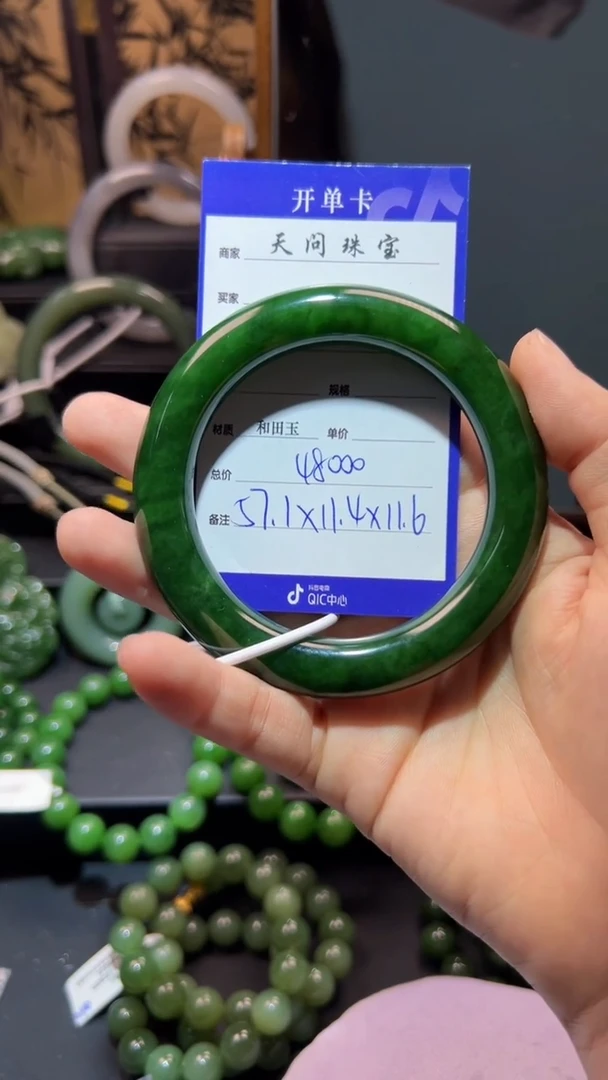 开单卡
商家 天问珠宝
买家
规格
材质 和田玉 单价
总价 48000
备注 57.1X11.4X11.6
抖音电商
QIC中心